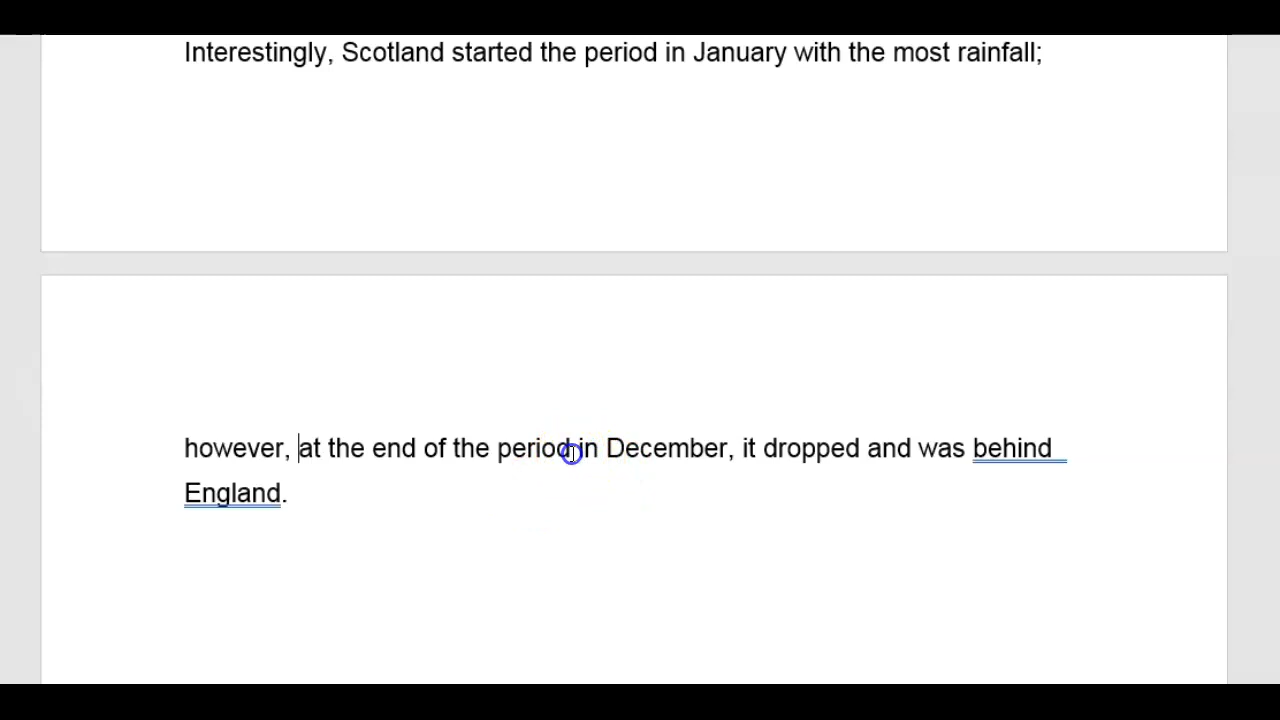 Interestingly, Scotland started the period in January with the most rainfall;
however, at the end of the period in December, it dropped and was behind
England.